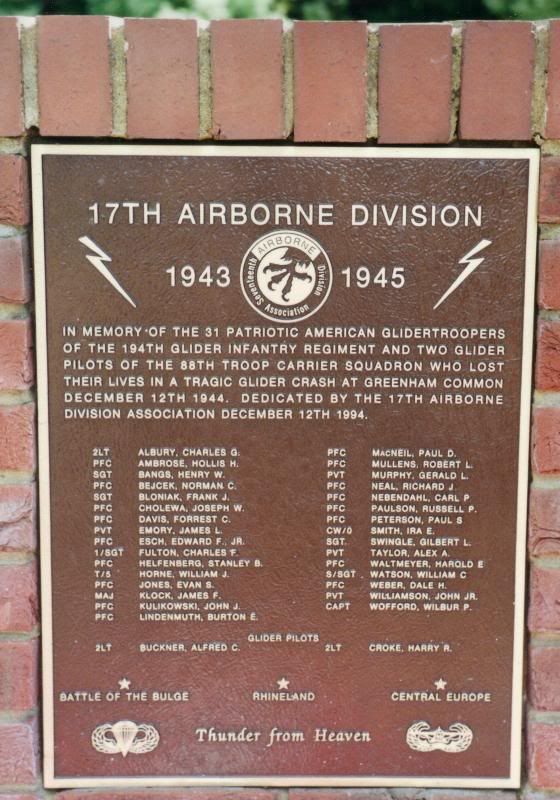 17TH AIRBORNE DIVISION
1943 1945
AIRBORNE
Seventeenth Division
Association
IN MEMORY OF THE 31 PATRIOTIC AMERICAN GLIDERTROOPERS
OF THE 194TH GLIDER INFANTRY REGIMENT AND TWO GLIDER
PILOTS OF THE 88TH TROOP CARRIER SQUADRON WHO LOST
THEIR LIVES IN A TRAGIC GLIDER CRASH AT GREENHAM COMMON
DECEMBER 12TH 1944. DEDICATED BY THE 17TH AIRBORNE
DIVISION ASSOCIATION DECEMBER 12TH 1994.
2LT ALBURY, CHARLES G.
PFC AMBROSE, HOLLIS H.
SGT BANGS, HENRY W.
PFC BEJCEK, NORMAN C.
SGT BLONIAK, FRANK J.
PFC CHOLEWA, JOSEPH W.
PFC DAVIS, FORREST C.
PVT EMORY, JAMES L.
PFC ESCH, EDWARD F., JR.
1/SGT FULTON, CHARLES F.
PFC HELFENBERG, STANLEY B.
T/5 HORNE, WILLIAM J.
PFC JONES, EVAN S.
MAJ KLOCK, JAMES F.
PFC KULIKOWSKI, JOHN J.
PFC LINDENMUTH, BURTON E.
PFC MACNEIL, PAUL D.
PFC MULLENS, ROBERT L.
PVT MURPHY, GERALD L.
PFC NEAL, RICHARD J
PFC NEBENDAHL, CARL P
PFC PAULSON, RUSSELL P.
PFC PETERSON, PAUL S
CW/O SMITH, IRA E.
SGT. SWINGLE, GILBERT L.
PVT TAYLOR, ALEX A.
PFC WALTMEYER, HAROLD E
S/SGT WATSON, WILLIAM C
PFC WEBER, DALE H.
PVT WILLIAMSON, JOHN JR.
CAPT WOFFORD, WILBUR P.
GLIDER PILOTS
2LT BUCKNER, ALFRED C. 2LT CROKE, HARRY R.
BATTLE OF THE BULGE RHINELAND CENTRAL EUROPE
Thunder from Heaven